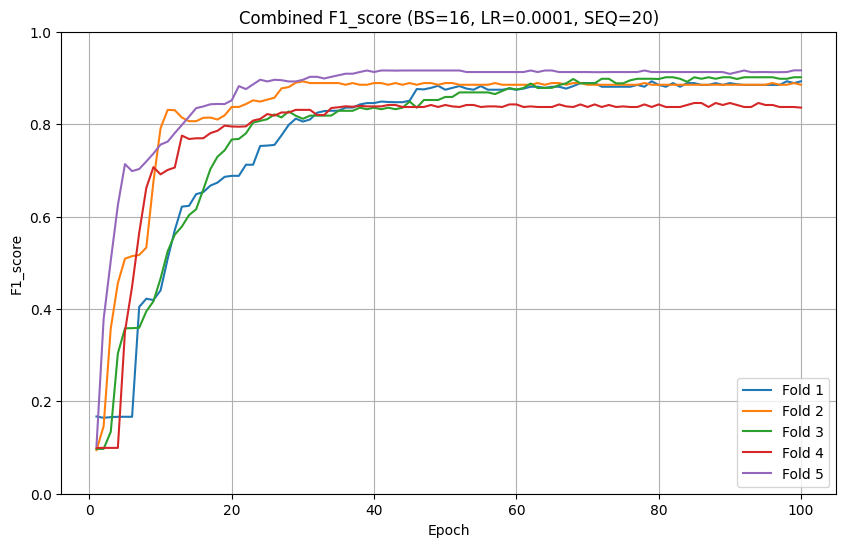 Combined F1_score (BS=16, LR=0.0001, SEQ=20)
1.0
0.8
0.6
0.4
0.2
0.0
F1_score
0
20
40
60
80
100
Epoch
Fold 1
Fold 2
Fold 3
Fold 4
Fold 5